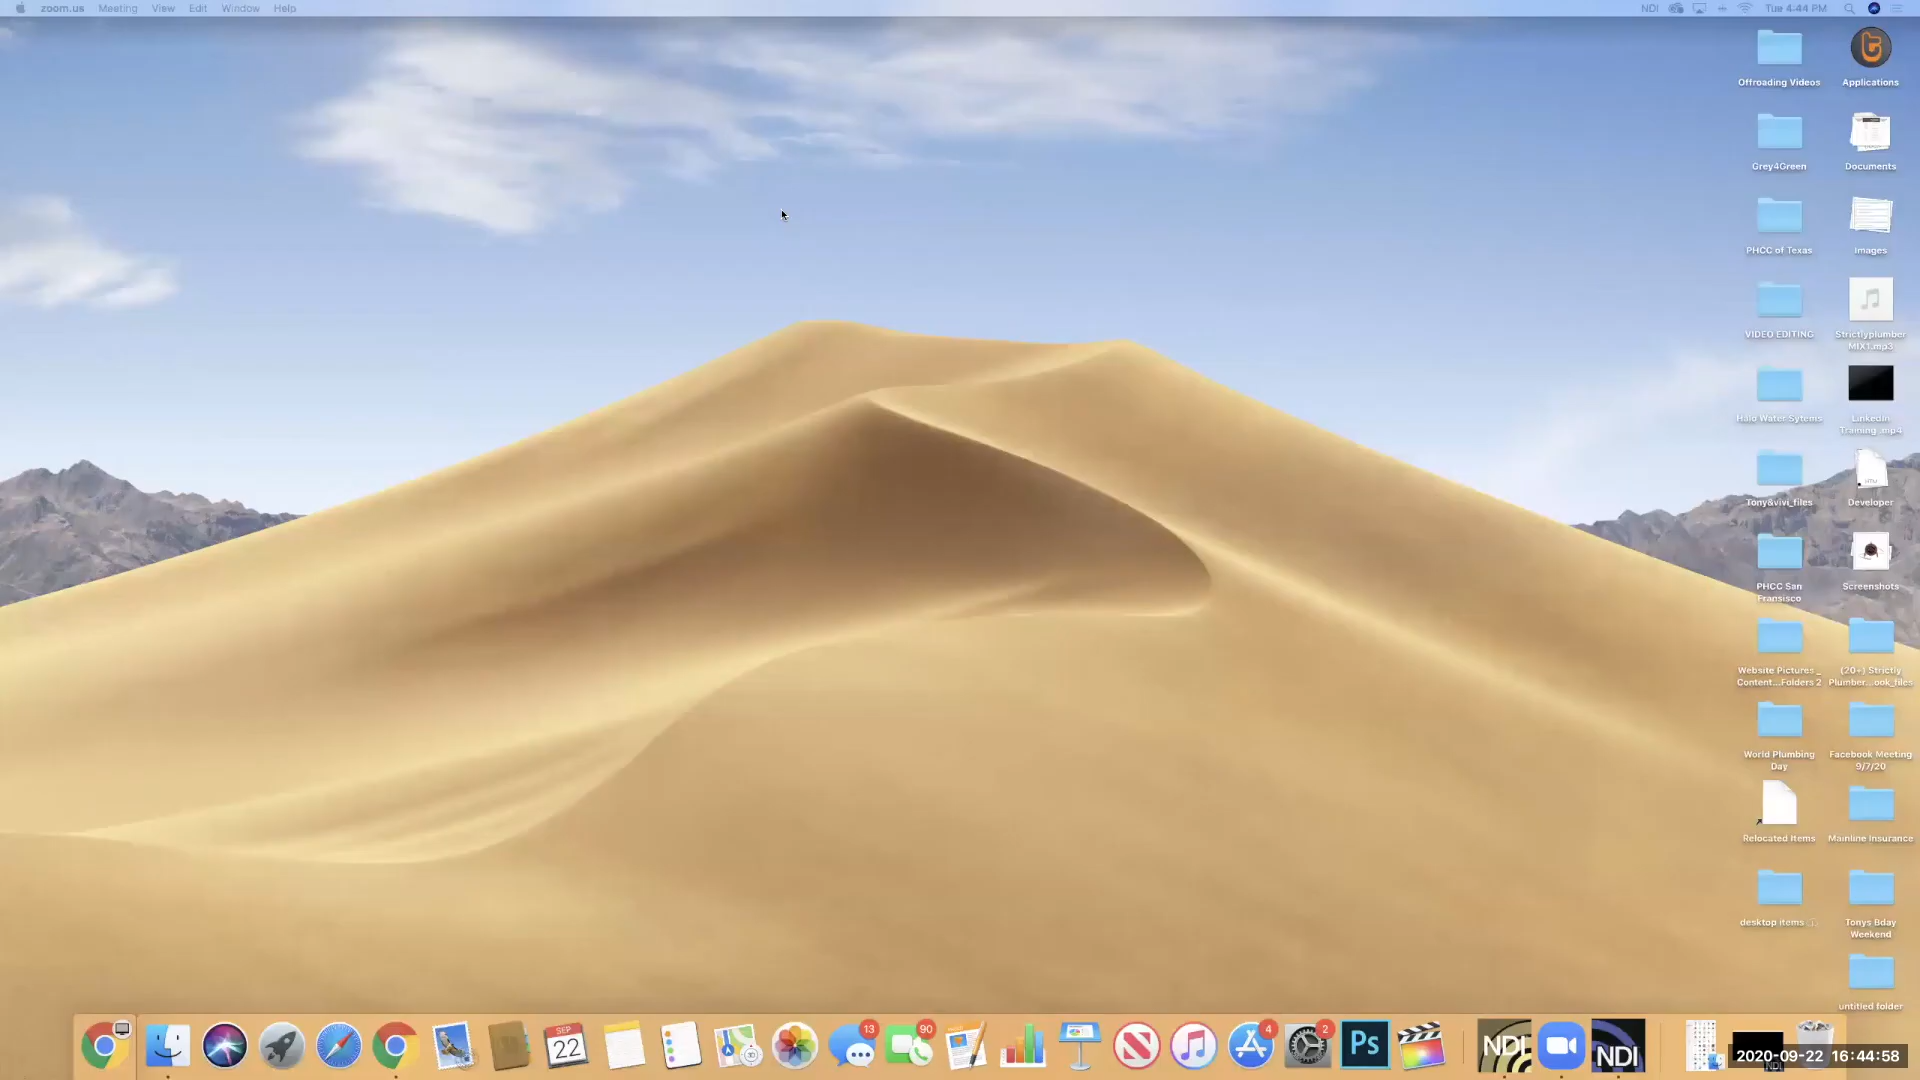 zoom.us Meeting View Edit Window Help
NDI Tue 4:44 PM
Offroading Videos
Applications
Grey4Green
Documents
PHCC of Texas
Images
VIDEO EDITING
Strictlyplumber
MIX1.mp3
Halo Water Sytems
Linkedin
Training .mp4
Tony&vivi_files
Developer
PHCC San
Fransisco
Screenshots
Website Pictures _
Content...Folders 2
(20+) Strictly
Plumber...ook_files
World Plumbing
Day
Facebook Meeting
9/7/20
Relocated Items
Mainline Insurance
desktop items
Tonys Bday
Weekend
untitled folder
SEP
22
13
90
4
2
Ps
NDI
NDI
2020-09-22 16:44:58